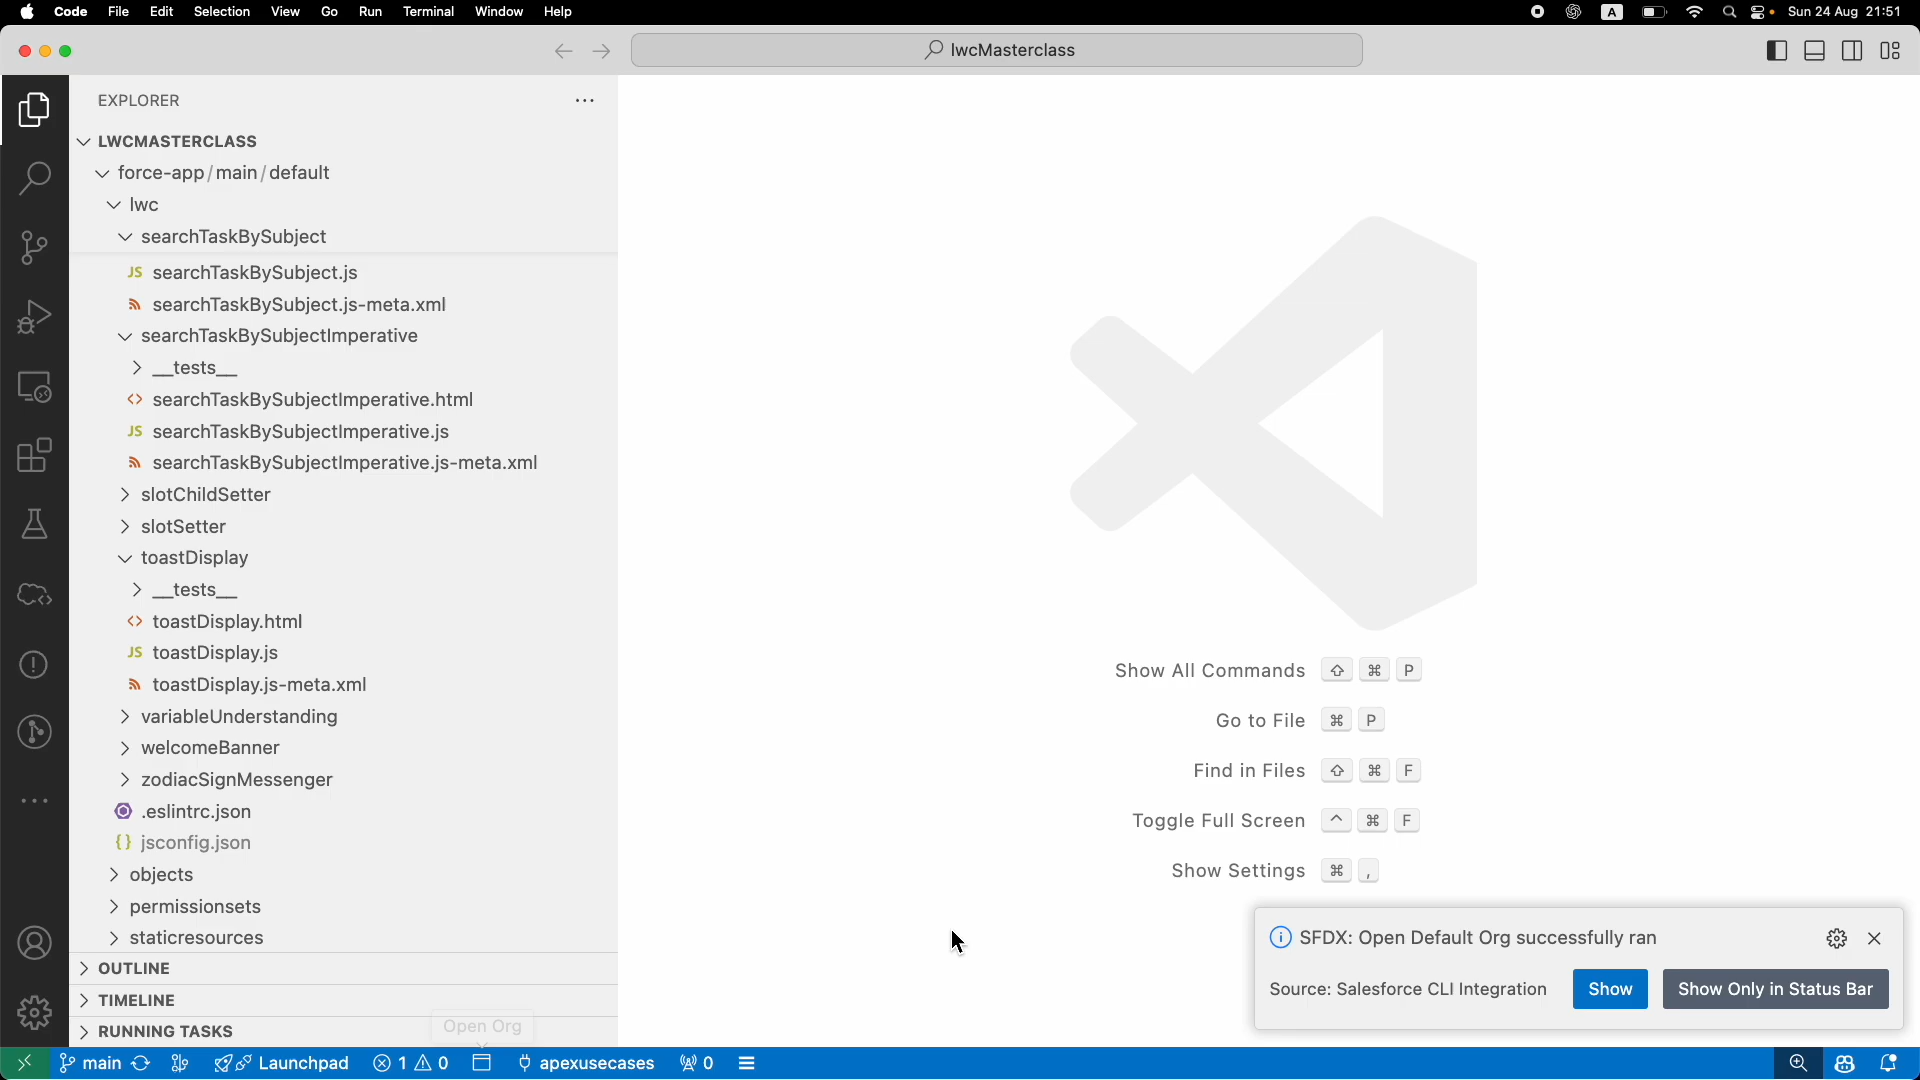 Code File Edit Selection View Go Run Terminal Window Help A Sun 24 Aug 21:51
lwcMasterclass
EXPLORER
LWCMASTERCLASS
force-app/main/default
lwc
searchTaskBySubject
JS searchTaskBySubject.js
searchTaskBySubject.js-meta.xml
searchTaskBySubjectImperative
__tests__
<> searchTaskBySubjectImperative.html
JS searchTaskBySubjectImperative.js
searchTaskBySubjectImperative.js-meta.xml
slotChildSetter
slotSetter
toastDisplay
__tests__
<> toastDisplay.html
JS toastDisplay.js
toastDisplay.js-meta.xml
variableUnderstanding
welcomeBanner
zodiacSignMessenger
.eslintrc.json
{} jsconfig.json
objects
permissionsets
staticresources
OUTLINE
TIMELINE
RUNNING TASKS
Open Org
Show All Commands ⇧ ⌘ P
Go to File ⌘ P
Find in Files ⇧ ⌘ F
Toggle Full Screen ^ ⌘ F
Show Settings ⌘ ,
SFDX: Open Default Org successfully ran
Source: Salesforce CLI Integration Show Show Only in Status Bar
main Launchpad 1 0 apexusecases 0